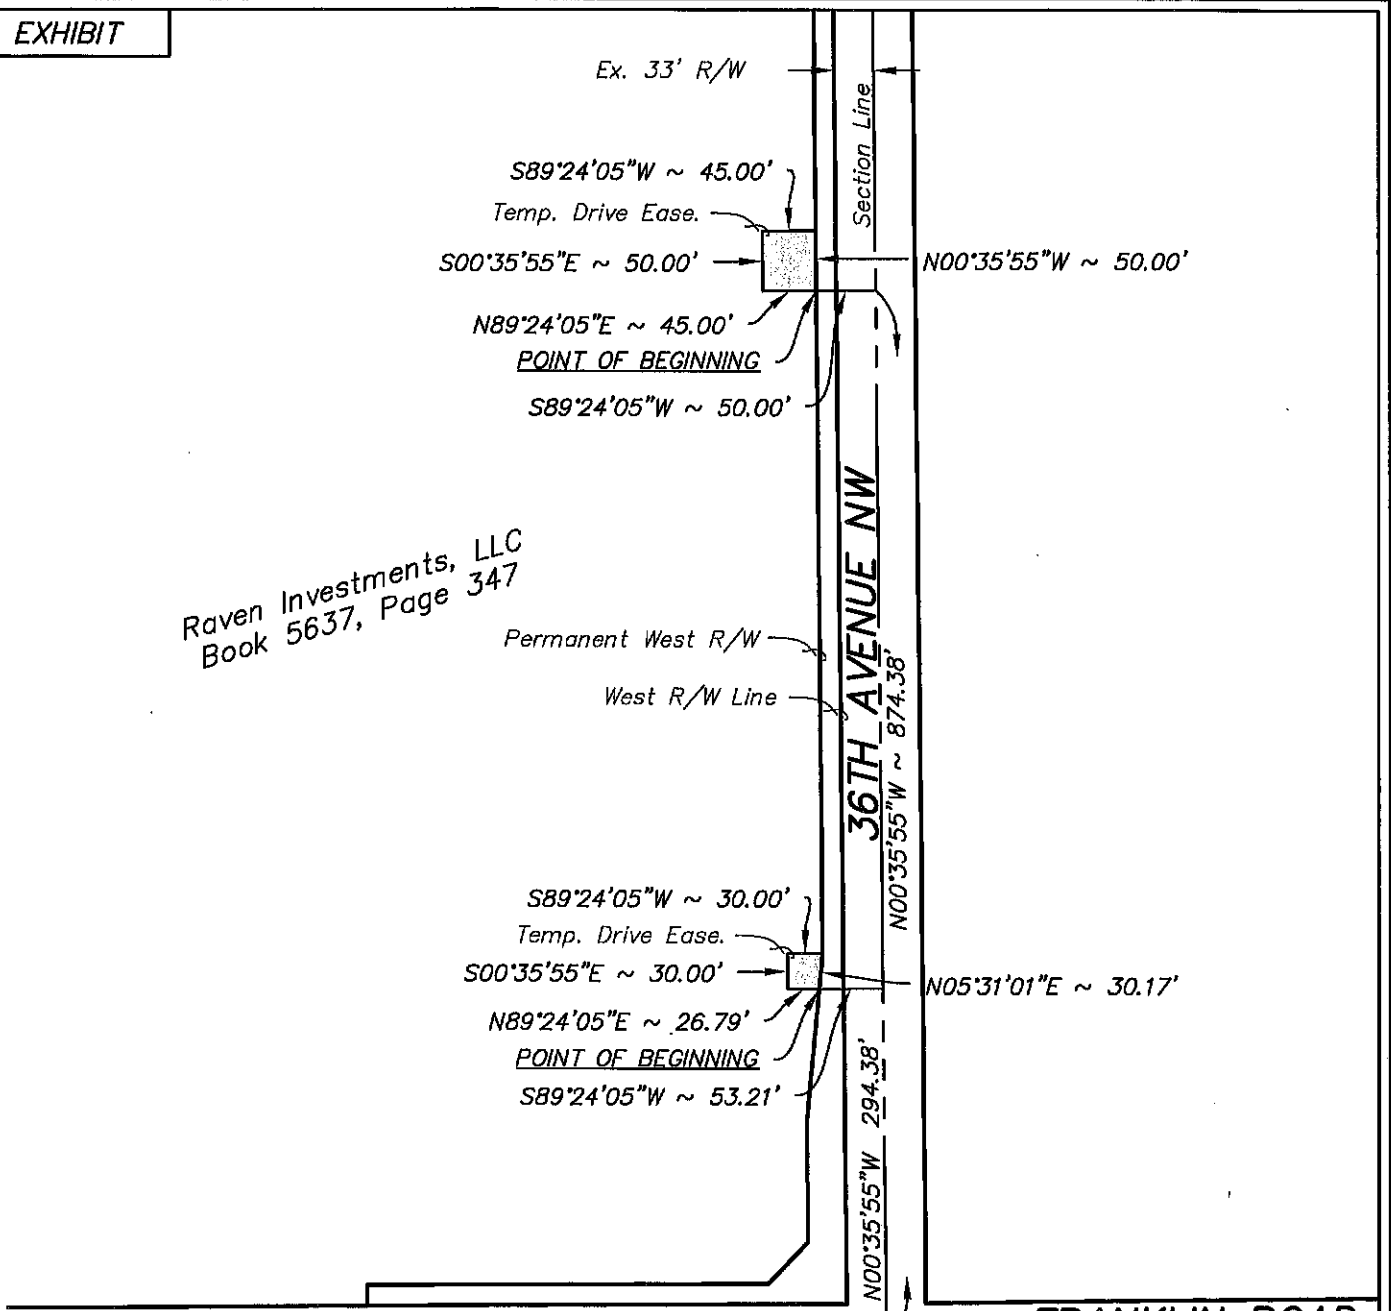 EXHIBIT
Ex. 33' R/W
Section Line
S89°24'05"W ~ 45.00'
Temp. Drive Ease.
S00°35'55"E ~ 50.00'
N00°35'55"W ~ 50.00'
N89°24'05"E ~ 45.00'
POINT OF BEGINNING
S89°24'05"W ~ 50.00'
36TH AVENUE NW
Raven Investments, LLC
Book 5637, Page 347
Permanent West R/W
West R/W Line
N00°35'55"W ~ 874.38'
S89°24'05"W ~ 30.00'
Temp. Drive Ease.
S00°35'55"E ~ 30.00'
N05°31'01"E ~ 30.17'
N89°24'05"E ~ 26.79'
POINT OF BEGINNING
S89°24'05"W ~ 53.21'
N00°35'55"W 294.38'
FRANKLIN ROAD